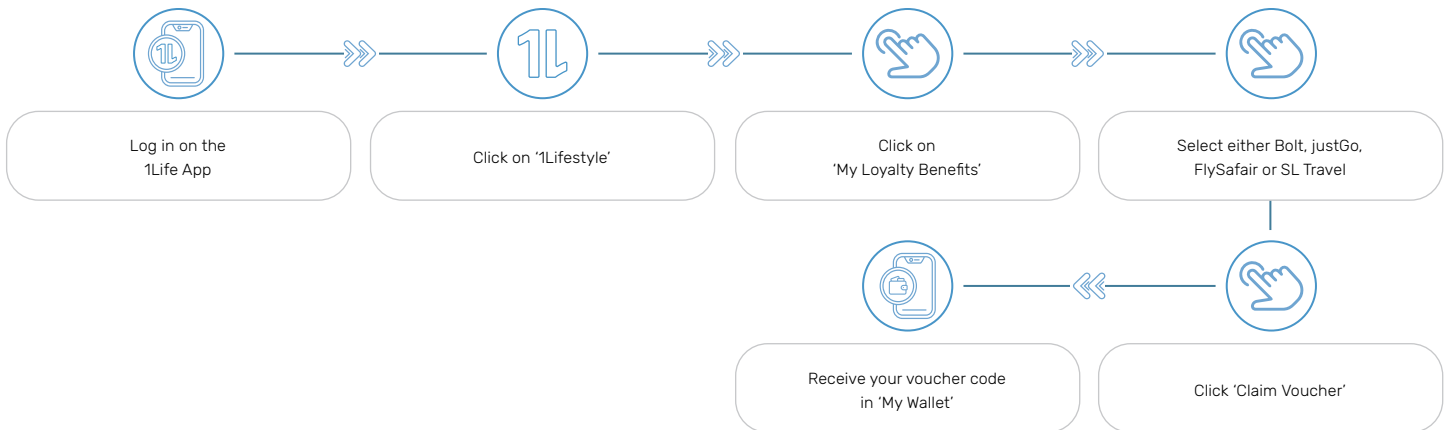 Log in on the
1Life App
Click on ‘1Lifestyle’
Click on
‘My Loyalty Benefits’
Select either Bolt, justGo,
FlySafair or SL Travel
Click ‘Claim Voucher’
Receive your voucher code
in ‘My Wallet’